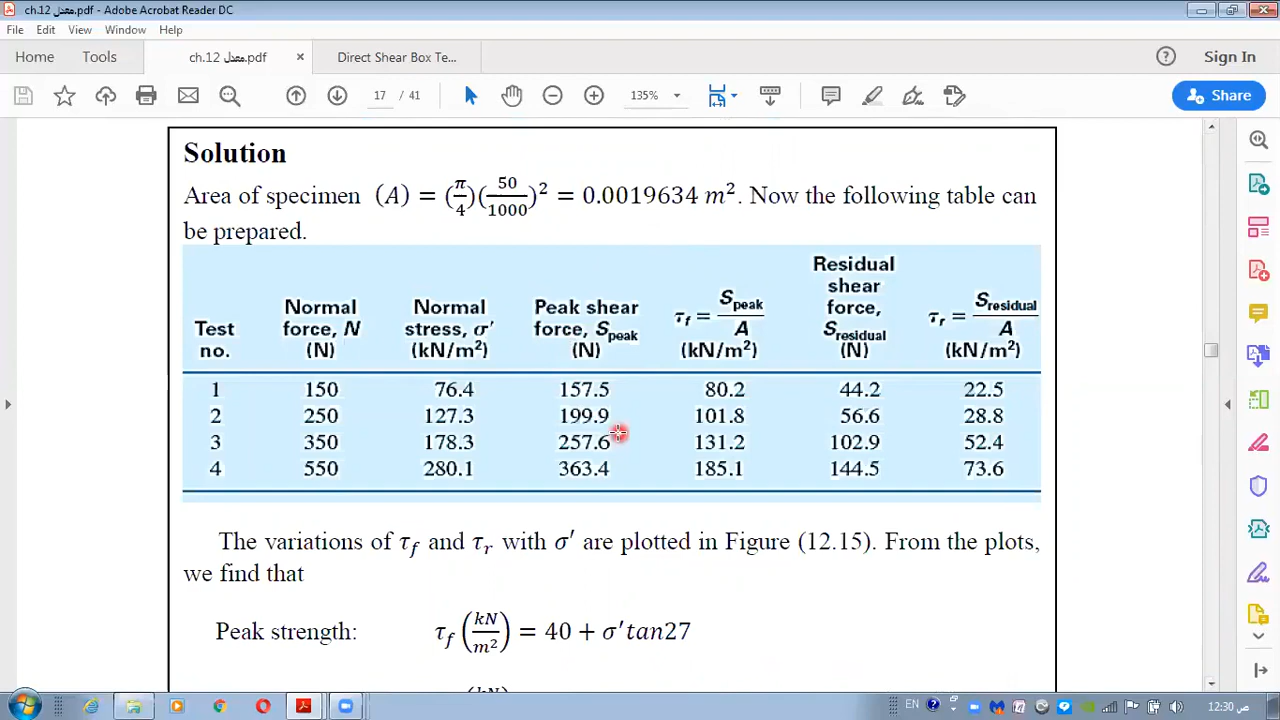 ch.12 معدل.pdf - Adobe Acrobat Reader DC
File Edit View Window Help
Home Tools ch.12 معدل.pdf × Direct Shear Box Te... Sign In
17 / 41 135% Share
Solution
Area of specimen (A) = (π/4)(50/1000)² = 0.0019634 m². Now the following table can
be prepared.
Test no. | Normal force, N (N) | Normal stress, σ′ (kN/m²) | Peak shear force, S_peak (N) | τ_f = S_peak/A (kN/m²) | Residual shear force, S_residual (N) | τ_r = S_residual/A (kN/m²)
1 150 76.4 157.5 80.2 44.2 22.5
2 250 127.3 199.9 101.8 56.6 28.8
3 350 178.3 257.6 131.2 102.9 52.4
4 550 280.1 363.4 185.1 144.5 73.6
The variations of τ_f and τ_r with σ′ are plotted in Figure (12.15). From the plots,
we find that
Peak strength: τ_f (kN/m²) = 40 + σ′tan27
EN 12:30 ص